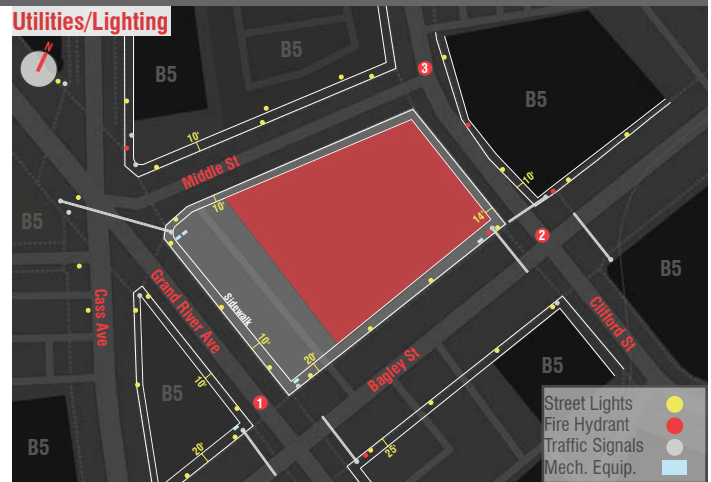 Utilities/Lighting
N
B5
B5
3
B5
10'
Middle St
10'
10'
14'
B5
2
B5
Cass Ave
Grand River Ave
Sidewalk
10'
Clifford St
20'
Bagley St
B5
10'
B5
1
20'
25'
B5
Street Lights
Fire Hydrant
Traffic Signals
Mech. Equip.